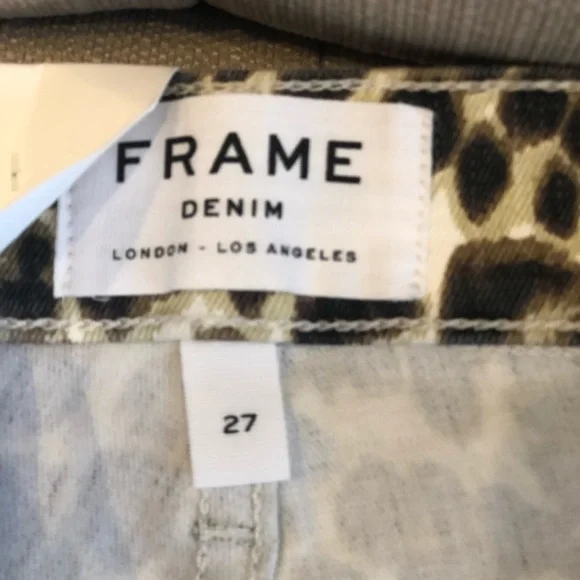 FRAME
DENIM
LONDON - LOS ANGELES
27